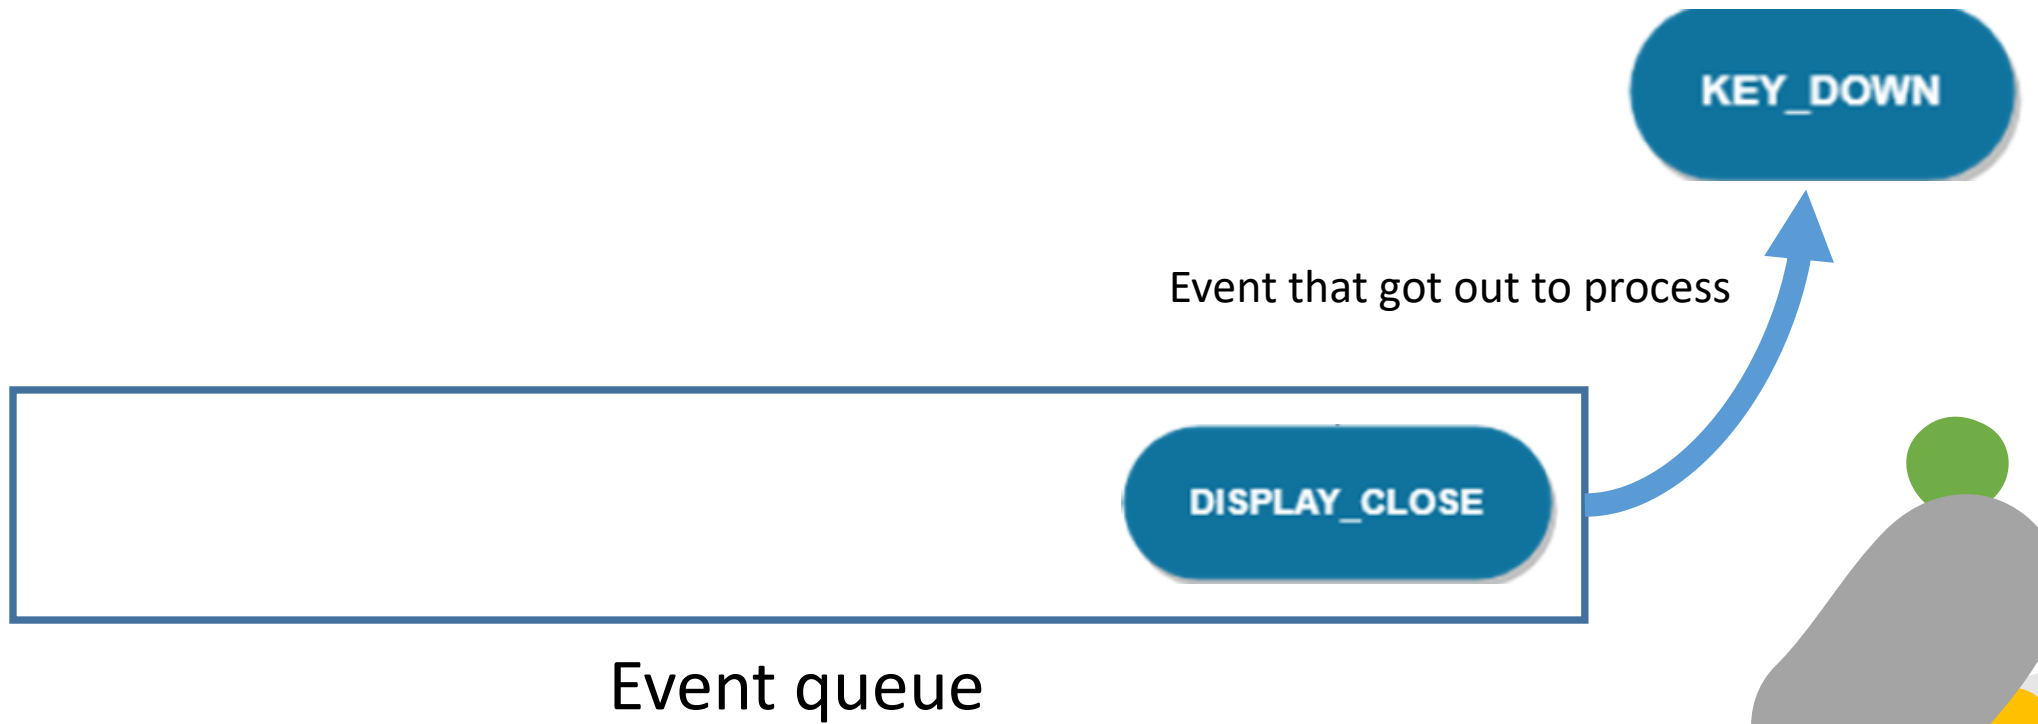 KEY_DOWN
Event that got out to process
DISPLAY_CLOSE
Event queue